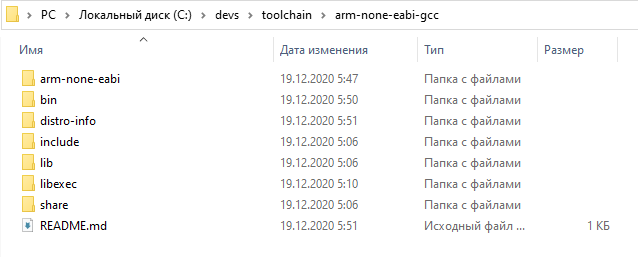 PC > Локальный диск (C:) > devs > toolchain > arm-none-eabi-gcc
Имя Дата изменения Тип Размер
arm-none-eabi 19.12.2020 5:47 Папка с файлами
bin 19.12.2020 5:50 Папка с файлами
distro-info 19.12.2020 5:51 Папка с файлами
include 19.12.2020 5:06 Папка с файлами
lib 19.12.2020 5:06 Папка с файлами
libexec 19.12.2020 5:10 Папка с файлами
share 19.12.2020 5:06 Папка с файлами
README.md 19.12.2020 5:51 Исходный файл ... 1 КБ